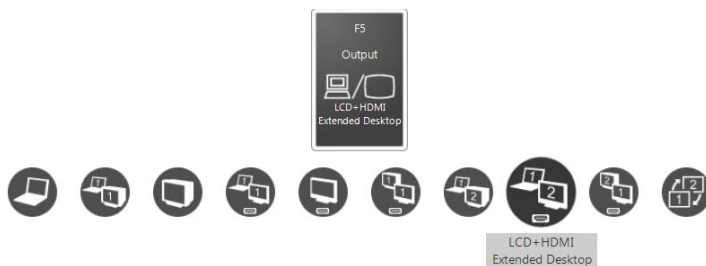 F5
Output
LCD+HDMI
Extended Desktop
1 1
1 1
1 1
1 2
1 2
2 1
1 2
LCD+HDMI
Extended Desktop